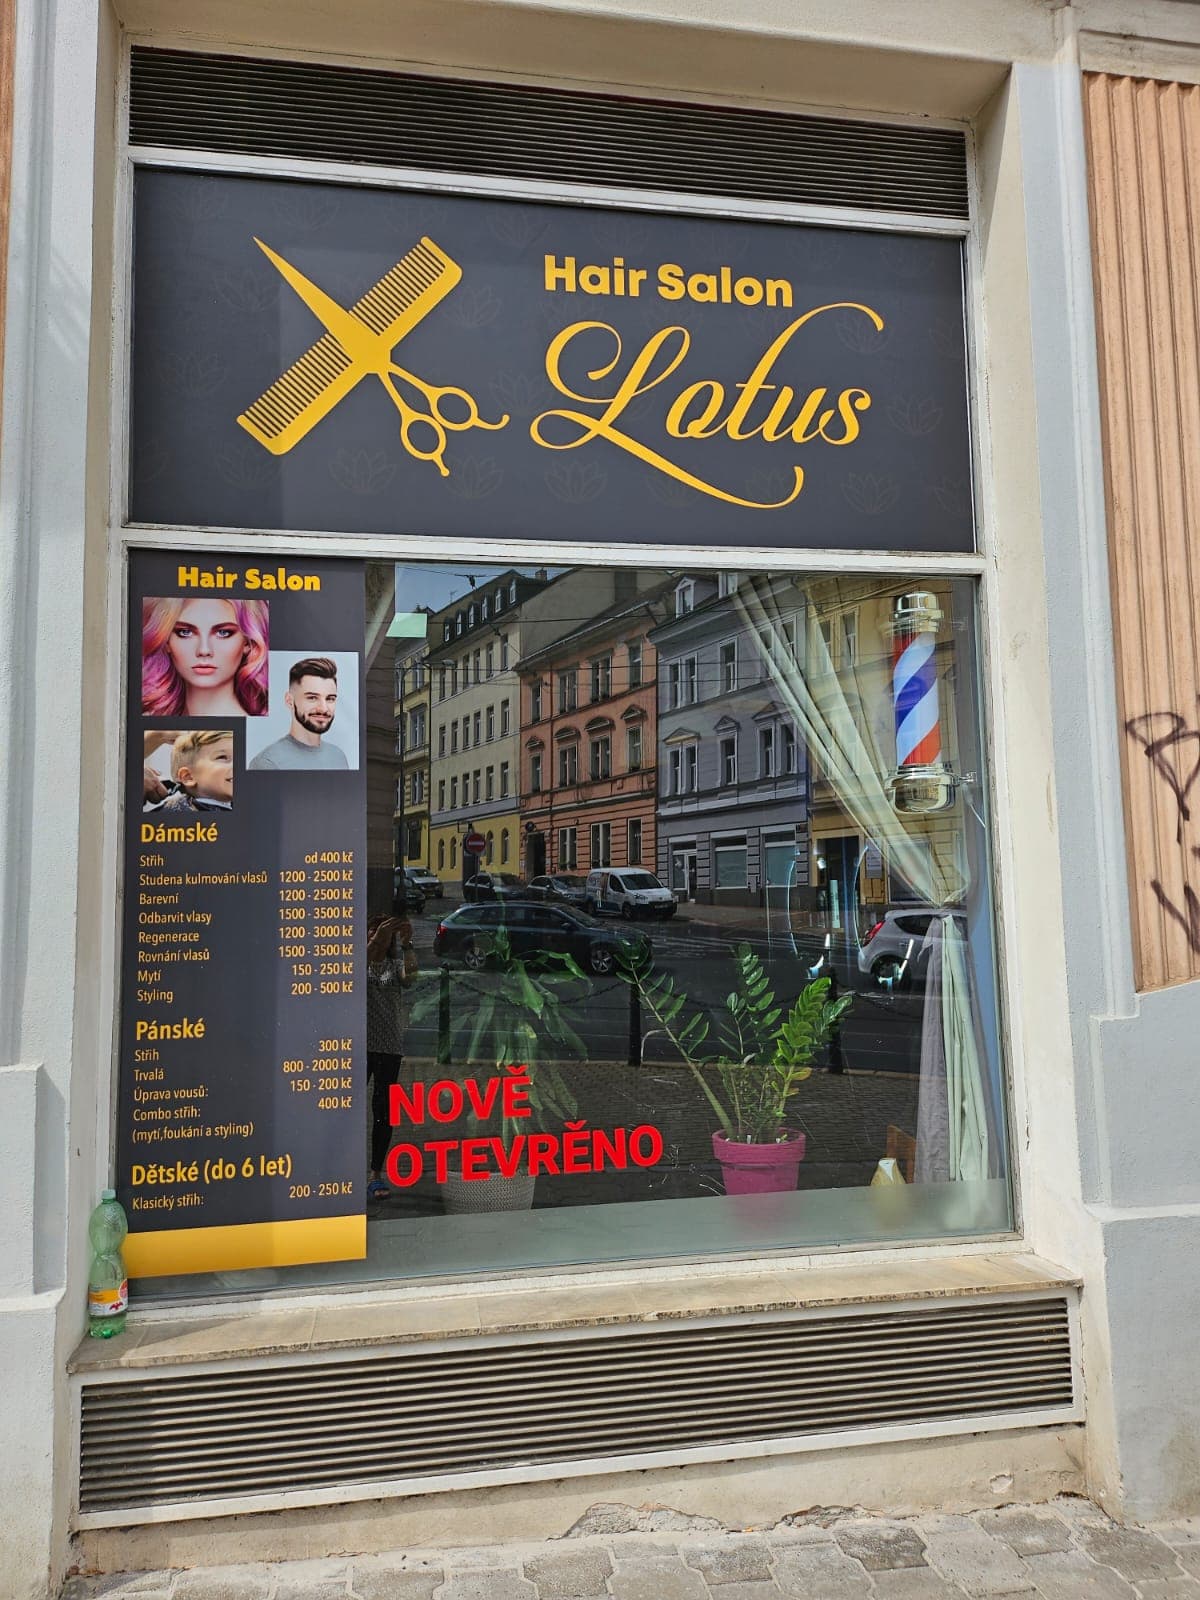 Hair Salon
Lotus
Hair Salon
Dámské
Střih od 400 kč
Studena kulmování vlasů 1200 - 2500 kč
Barevní 1200 - 2500 kč
Odbarvit vlasy 1500 - 3500 kč
Regenerace 1200 - 3000 kč
Rovnání vlasů 1500 - 3500 kč
Mytí 150 - 250 kč
Styling 200 - 500 kč
Pánské
Střih 300 kč
Trvalá 800 - 2000 kč
Úprava vousů: 150 - 200 kč
Combo střih: 400 kč
(mytí,foukání a styling)
Dětské (do 6 let)
Klasický střih: 200 - 250 kč
NOVĚ
OTEVRĚNO